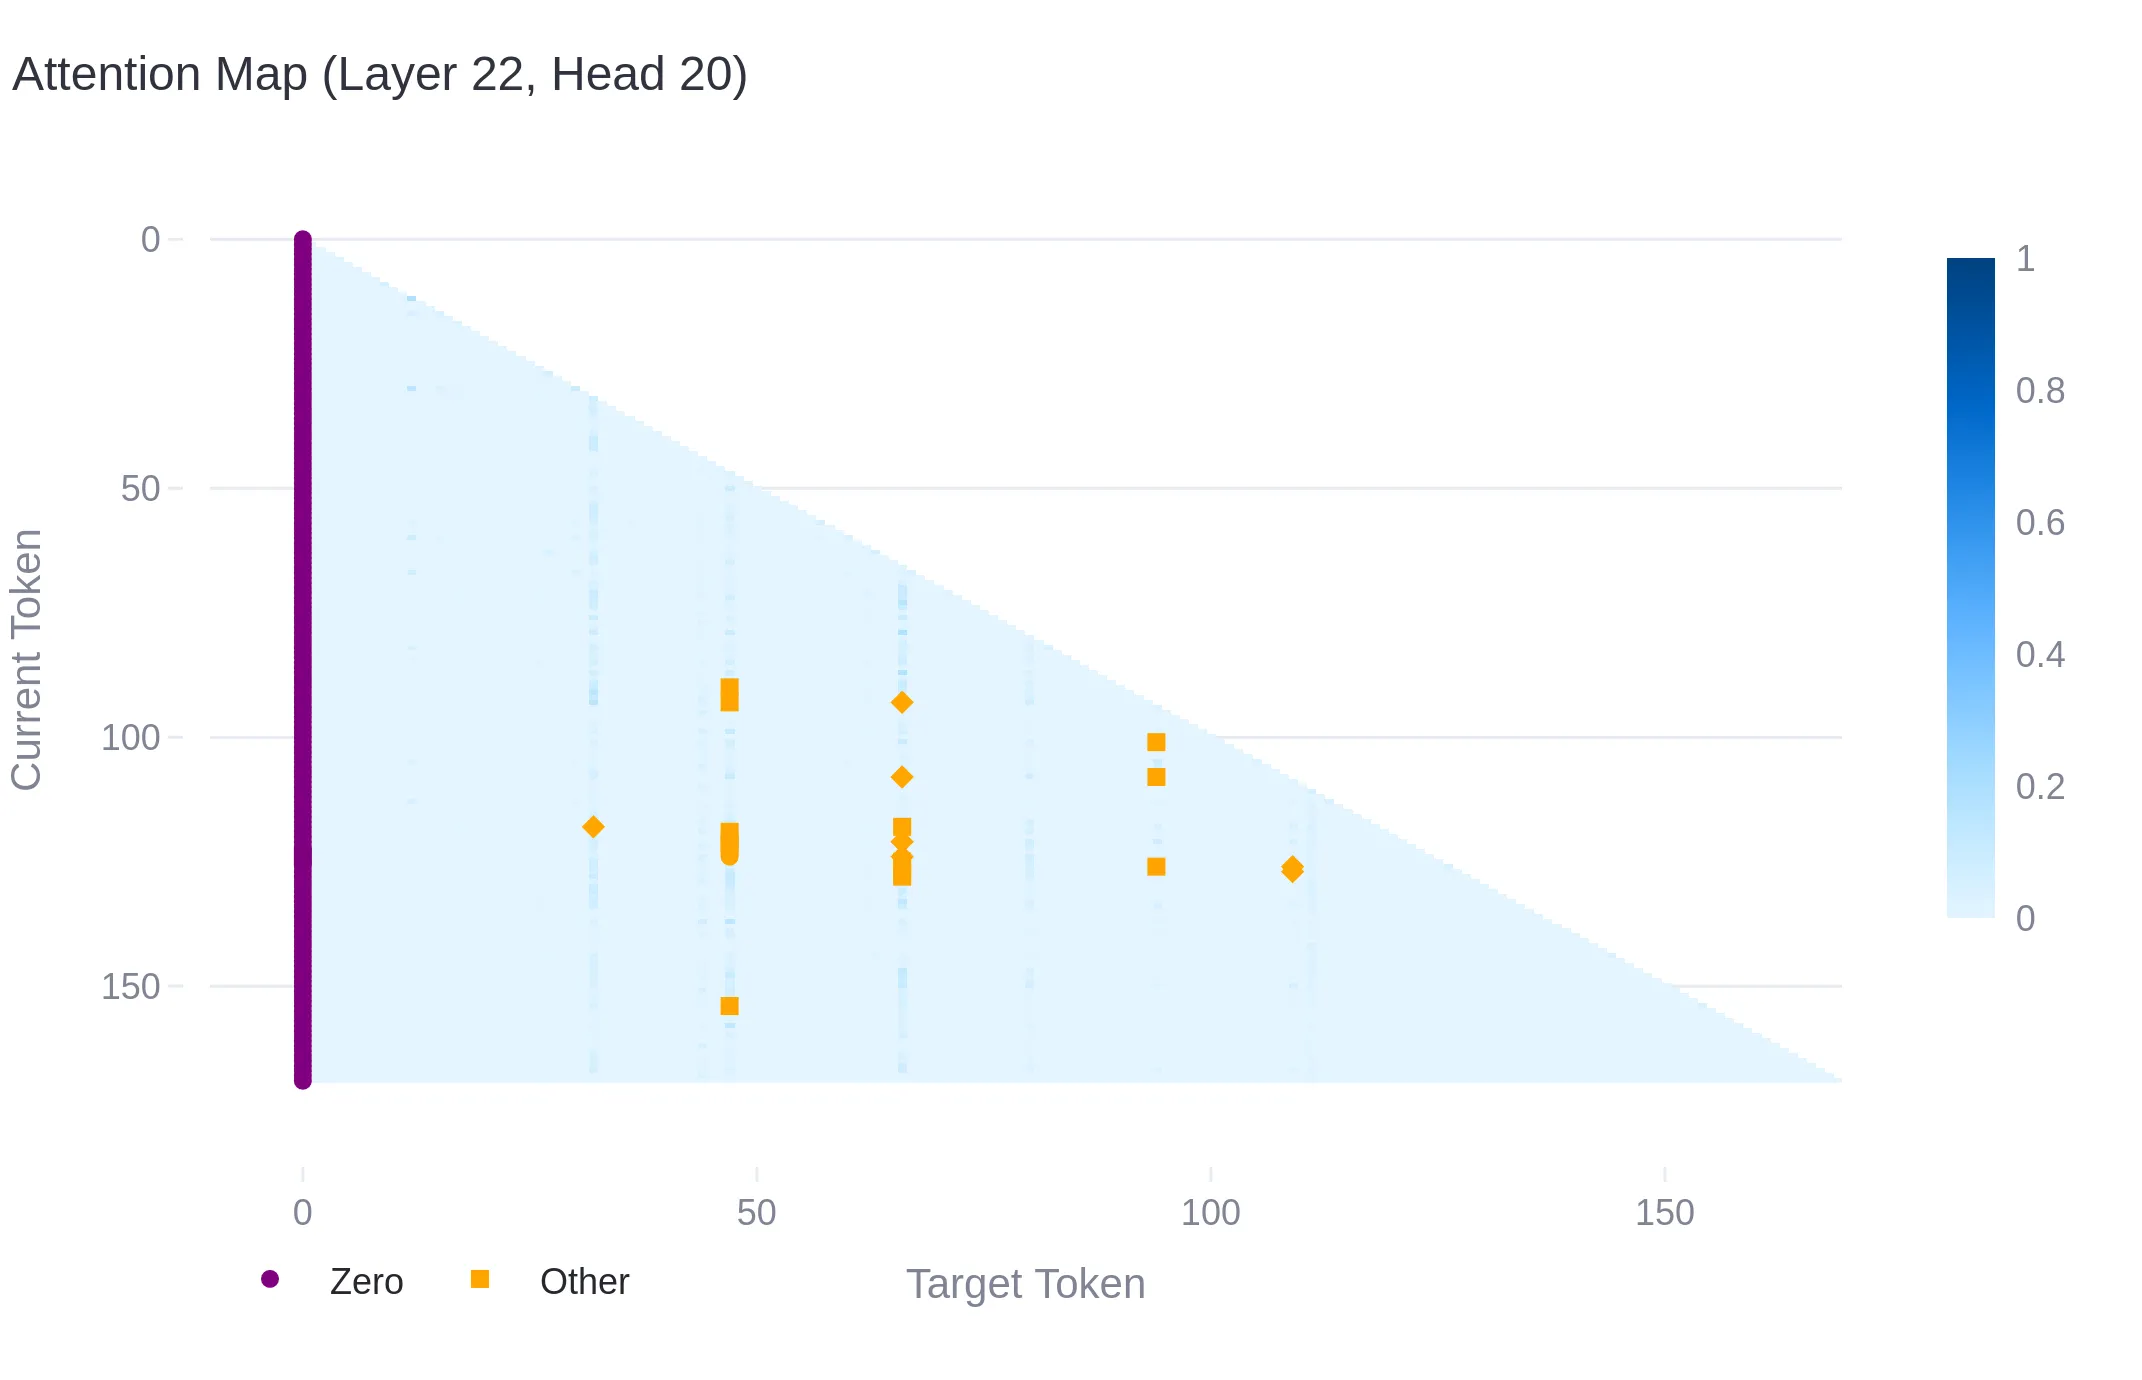 Attention Map (Layer 22, Head 20)
0
50
100
150
Current Token
1
0.8
0.6
0.4
0.2
0
0 50 100 150
Zero Other
Target Token